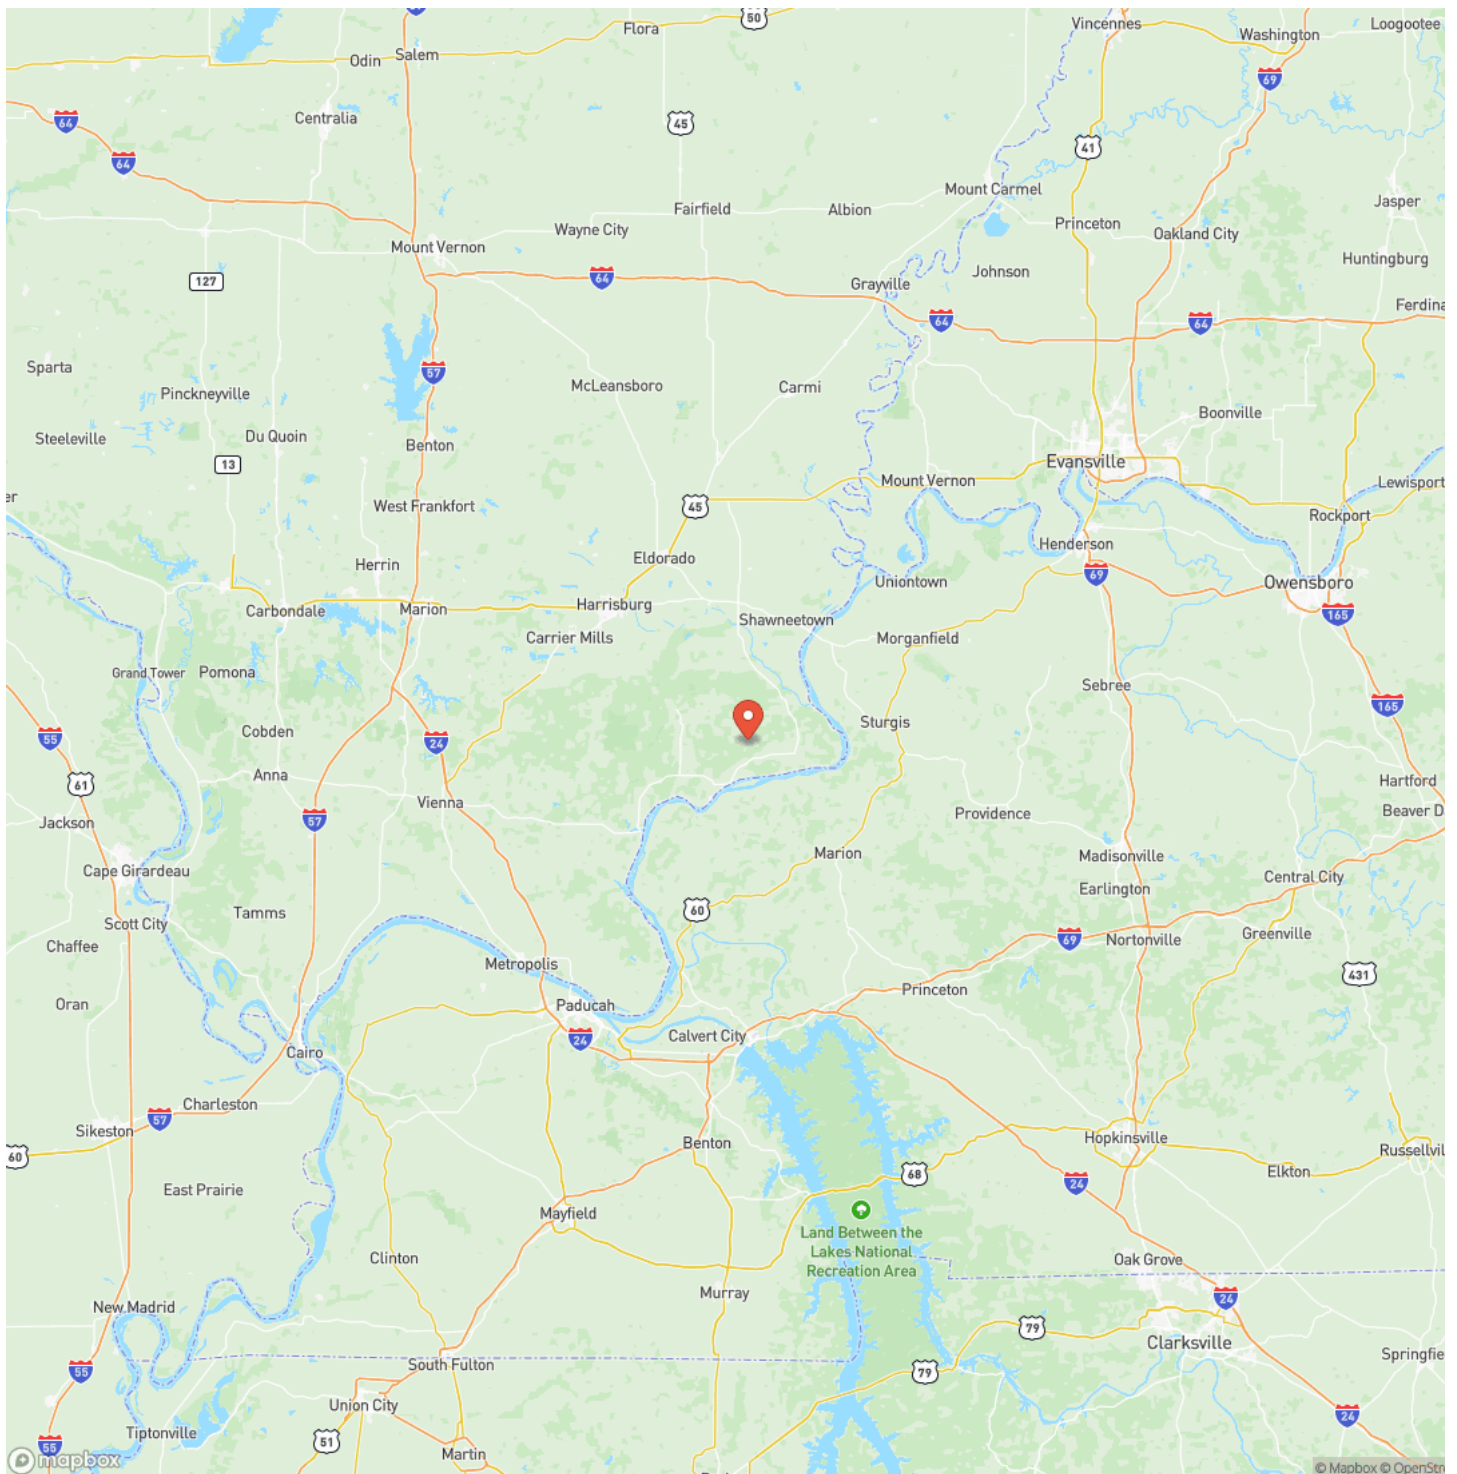 50
Vincennes
Loogootee
Flora
Washington
Odin
Salem
69
64
Centralia
45
41
64
Mount Carmel
Jasper
Fairfield
Albion
Princeton
Wayne City
Oakland City
Mount Vernon
Huntingburg
127
64
Johnson
Grayville
Ferdina
64
64
Sparta
57
McLeansboro
Carmi
Pinckneyville
Boonville
Steeleville
Du Quoin
Benton
13
Evansville
Mount Vernon
Lewisport
er
West Frankfort
45
Rockport
Henderson
Herrin
Eldorado
69
Uniontown
Owensboro
Carbondale
Marion
Harrisburg
165
Shawneetown
Carrier Mills
Morganfield
Grand Tower
Pomona
Sebree
165
Cobden
Sturgis
55
24
Anna
Hartford
61
Vienna
Beaver D
Jackson
57
Providence
Marion
Madisonville
Cape Girardeau
Earlington
Central City
Scott City
Tamms
60
Chaffee
69
Nortonville
Greenville
Metropolis
431
Oran
Paducah
Princeton
24
Calvert City
Cairo
Charleston
57
Sikeston
Benton
Hopkinsville
60
Russellvil
68
Elkton
East Prairie
24
Mayfield
Land Between the
Lakes National
Recreation Area
Clinton
Oak Grove
Murray
New Madrid
24
79
Clarksville
South Fulton
Springfie
55
79
Union City
24
Tiptonville
51
55
Martin
mapbox
© Mapbox © OpenStre